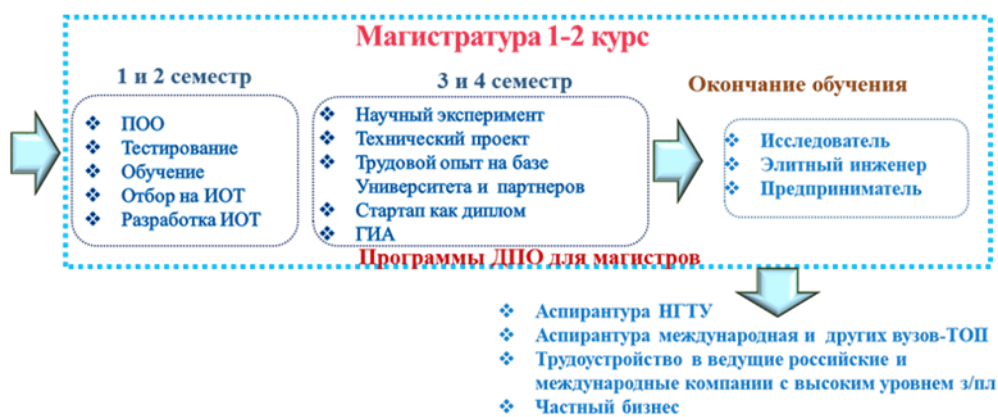 Магистратура 1-2 курс
1 и 2 семестр
ПОО
Тестирование
Обучение
Отбор на ИОТ
Разработка ИОТ
3 и 4 семестр
Научный эксперимент
Технический проект
Трудовой опыт на базе
Университета и партнеров
Стартап как диплом
ГИА
Окончание обучения
Исследователь
Элитный инженер
Предприниматель
Программы ДПО для магистров
Аспирантура НГТУ
Аспирантура международная и других вузов-ТОП
Трудоустройство в ведущие российские и
международные компании с высоким уровнем з/пл
Частный бизнес